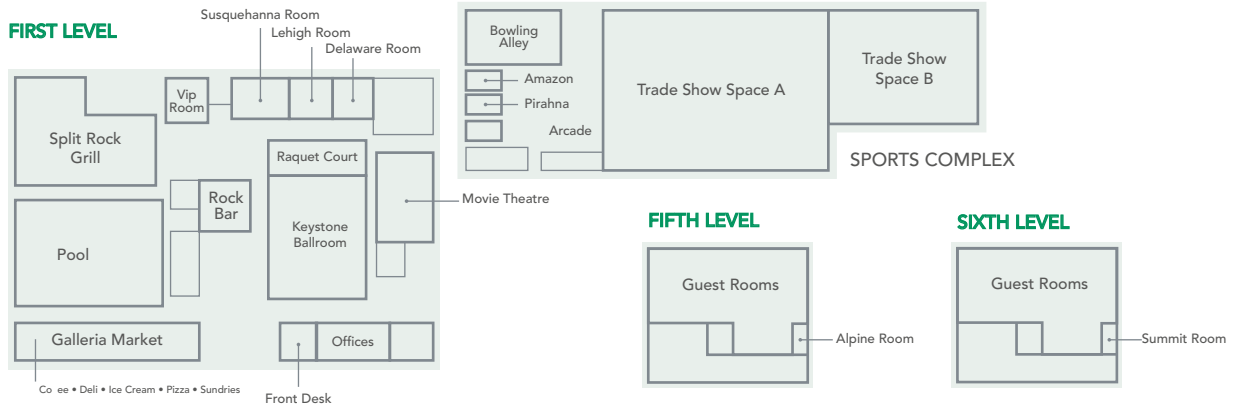 FIRST LEVEL
Susquehanna Room
Lehigh Room
Delaware Room
Vip
Room
Split Rock
Grill
Raquet Court
Rock
Bar
Keystone
Ballroom
Movie Theatre
Pool
Galleria Market
Offices
Co ee • Deli • Ice Cream • Pizza • Sundries
Front Desk
Bowling
Alley
Amazon
Pirahna
Arcade
Trade Show Space A
Trade Show
Space B
SPORTS COMPLEX
FIFTH LEVEL
Guest Rooms
Alpine Room
SIXTH LEVEL
Guest Rooms
Summit Room